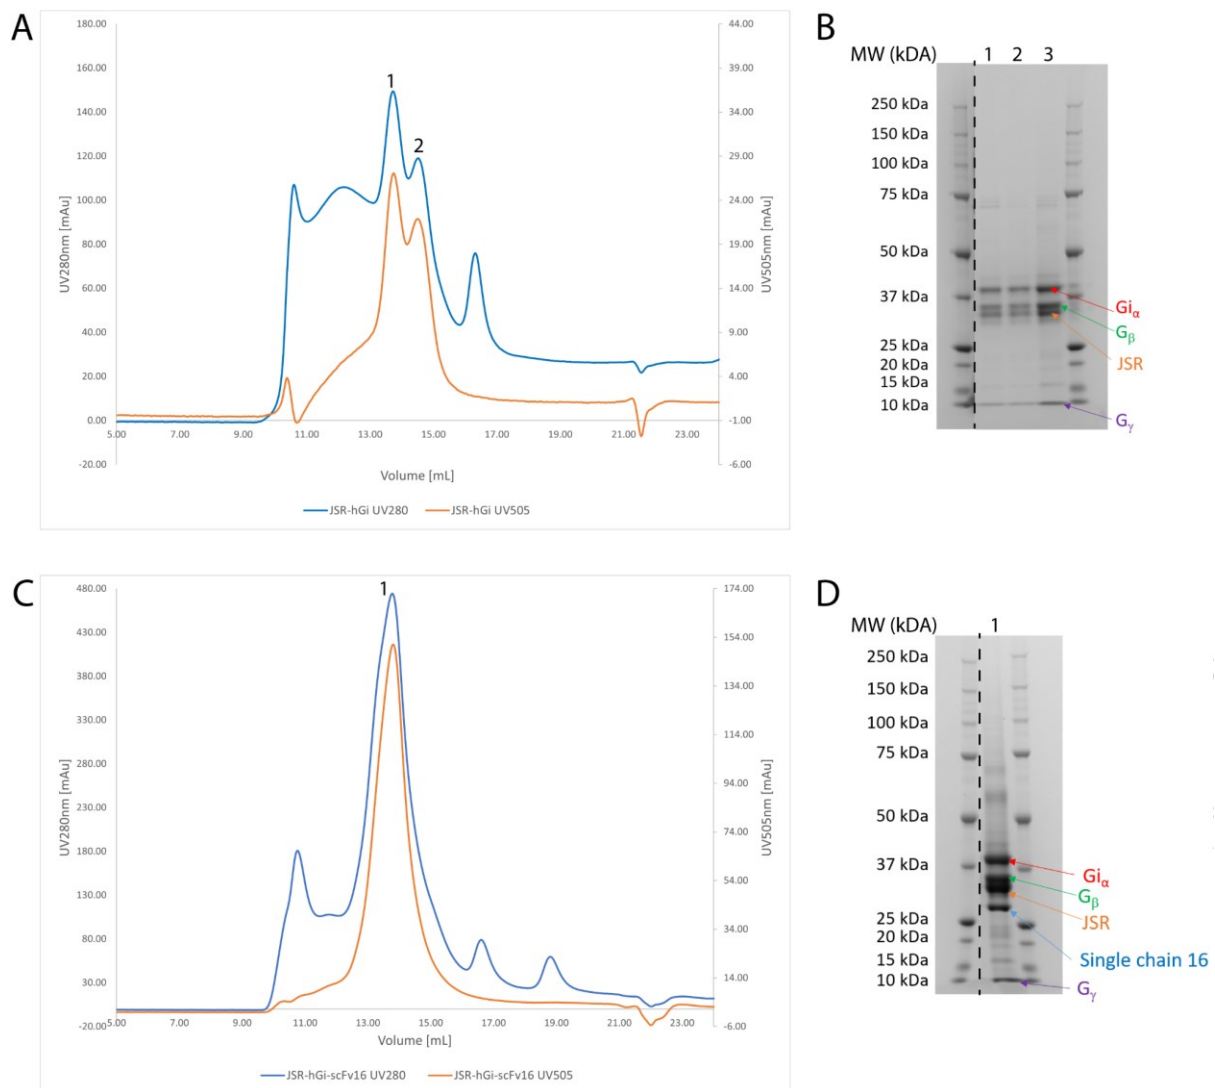 A
180.00
160.00
140.00
120.00
100.00
80.00
60.00
40.00
20.00
0.00
-20.00
UV280nm [mAu]
44.00
39.00
34.00
29.00
24.00
19.00
14.00
9.00
4.00
-1.00
-6.00
UV505nm [mAu]
1
2
5.00 7.00 9.00 11.00 13.00 15.00 17.00 19.00 21.00 23.00
Volume [mL]
JSR-hGi UV280 JSR-hGi UV505
B
MW (kDA) 1 2 3
250 kDa
150 kDa
100 kDa
75 kDa
50 kDa
37 kDa
25 kDa
20 kDa
15 kDa
10 kDa
Giα
Gβ
JSR
Gγ
C
480.00
430.00
380.00
330.00
280.00
230.00
180.00
130.00
80.00
30.00
-20.00
UV280nm [mAu]
174.00
154.00
134.00
114.00
94.00
74.00
54.00
34.00
14.00
-6.00
UV505nm [mAu]
1
5.00 7.00 9.00 11.00 13.00 15.00 17.00 19.00 21.00 23.00
Volume [mL]
JSR-hGi-scFv16 UV280 JSR-hGi-scFv16 UV505
D
MW (kDA) 1
250 kDa
150 kDa
100 kDa
75 kDa
50 kDa
37 kDa
25 kDa
20 kDa
15 kDa
10 kDa
Giα
Gβ
JSR
Single chain 16
Gγ